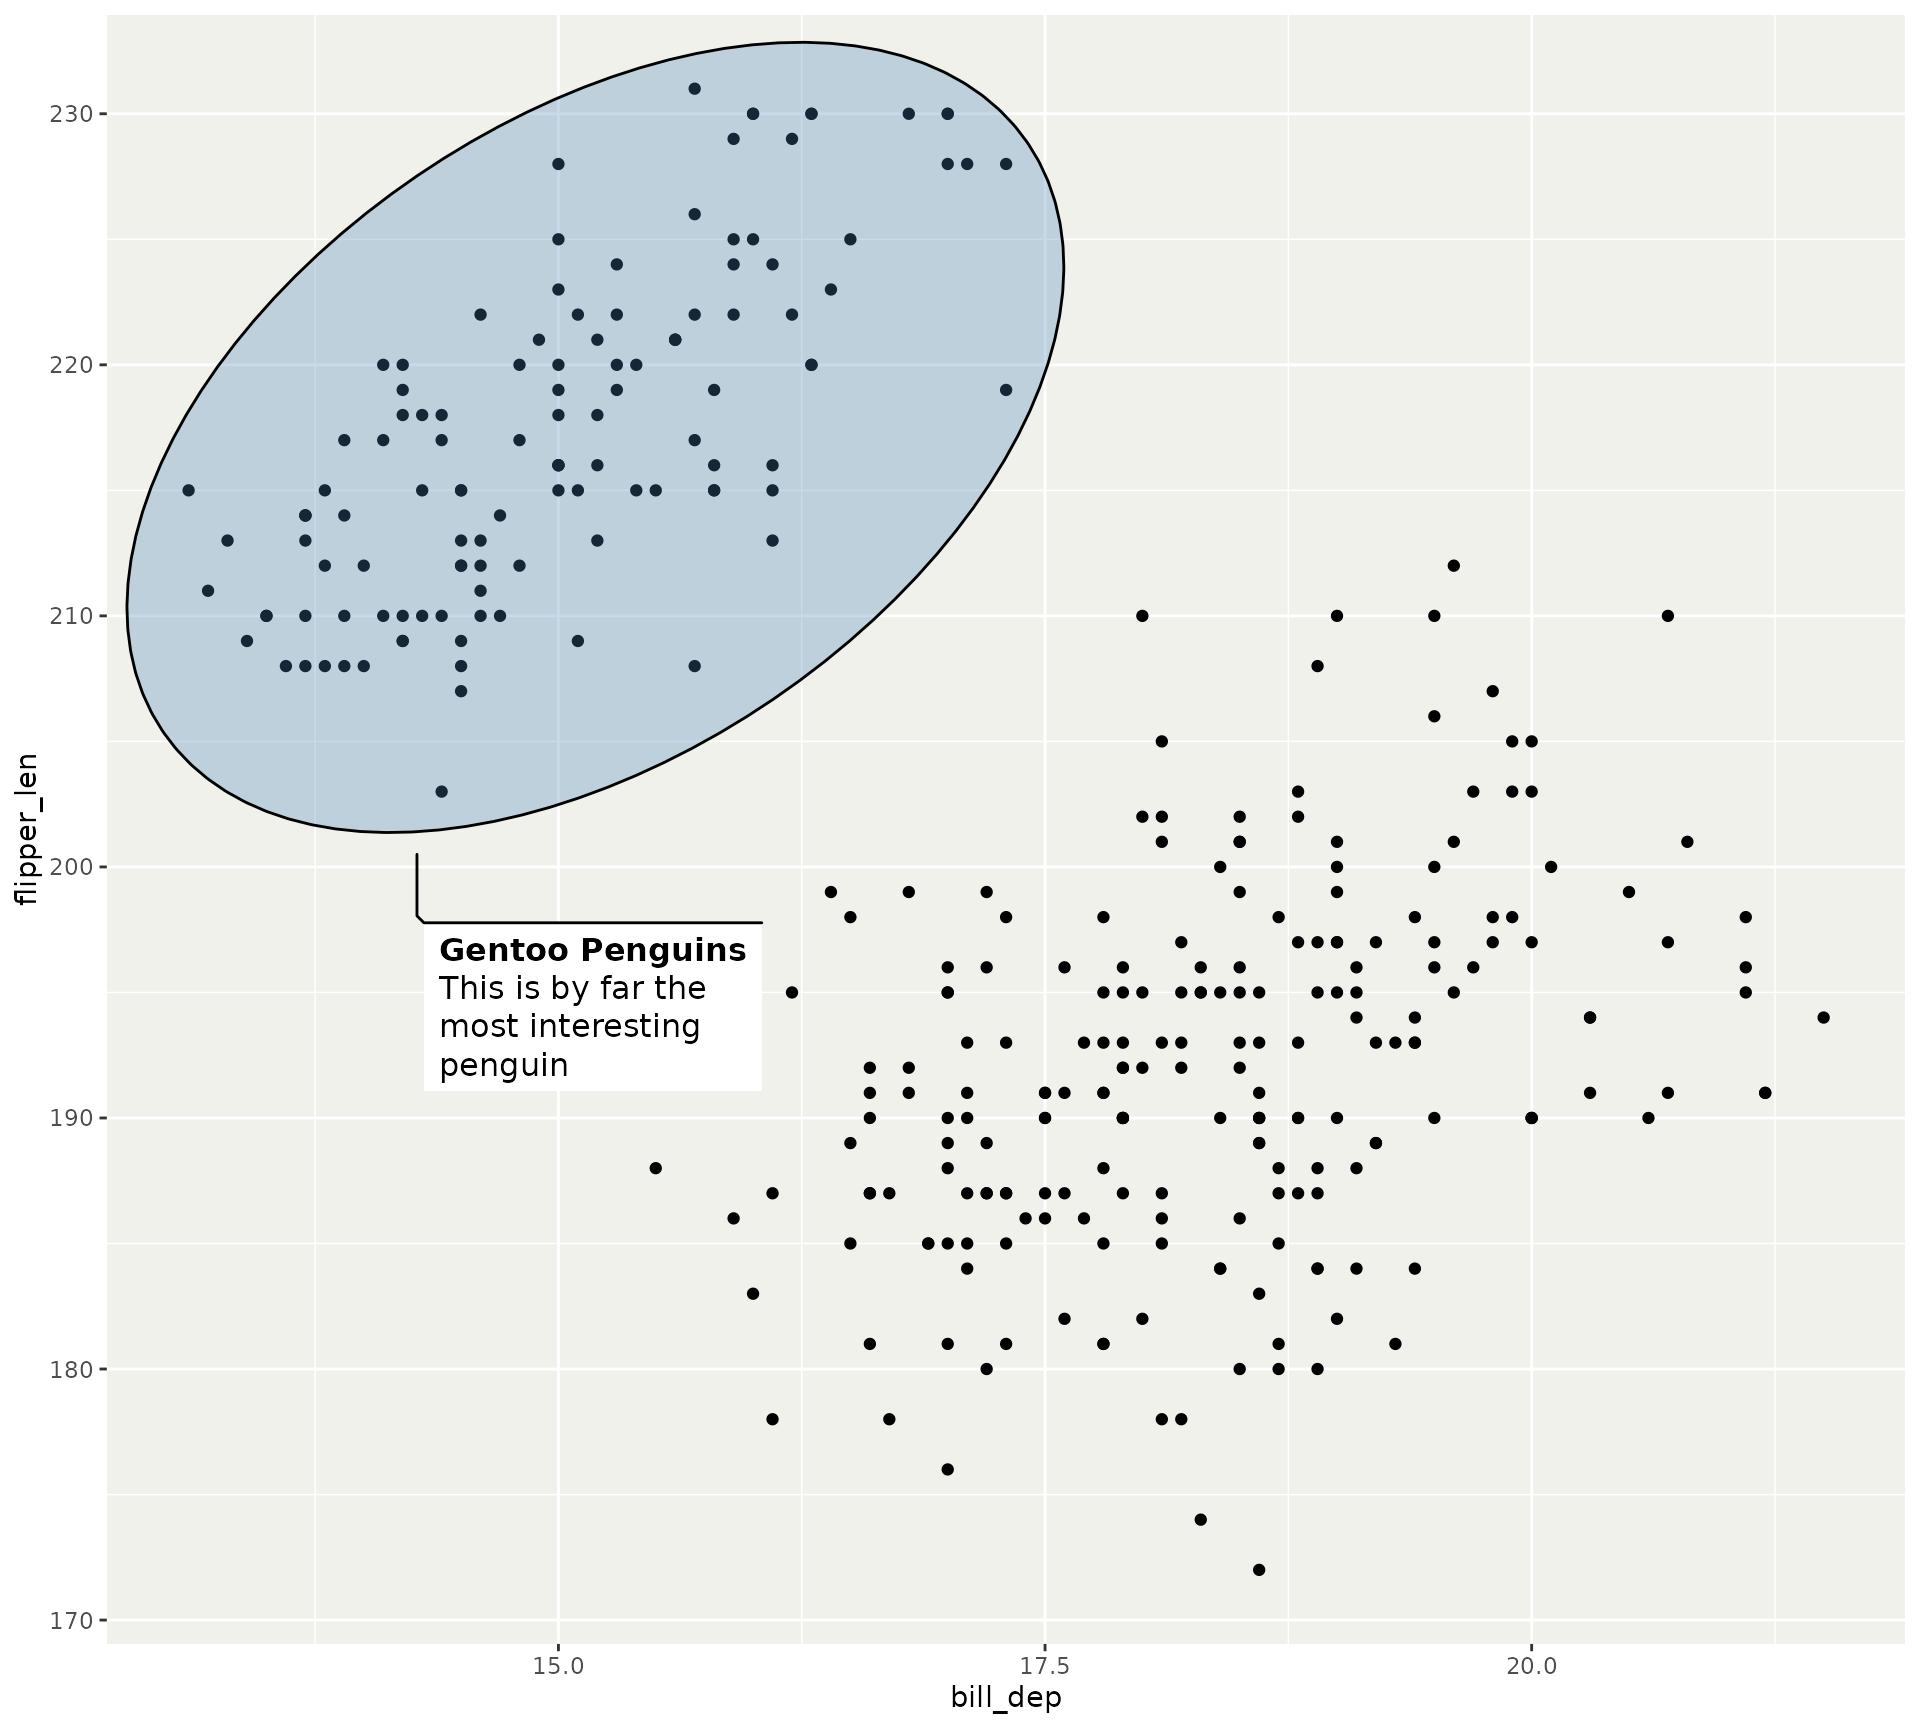 230
220
210
200
190
180
170
flipper_len
Gentoo Penguins
This is by far the
most interesting
penguin
15.0
17.5
20.0
bill_dep